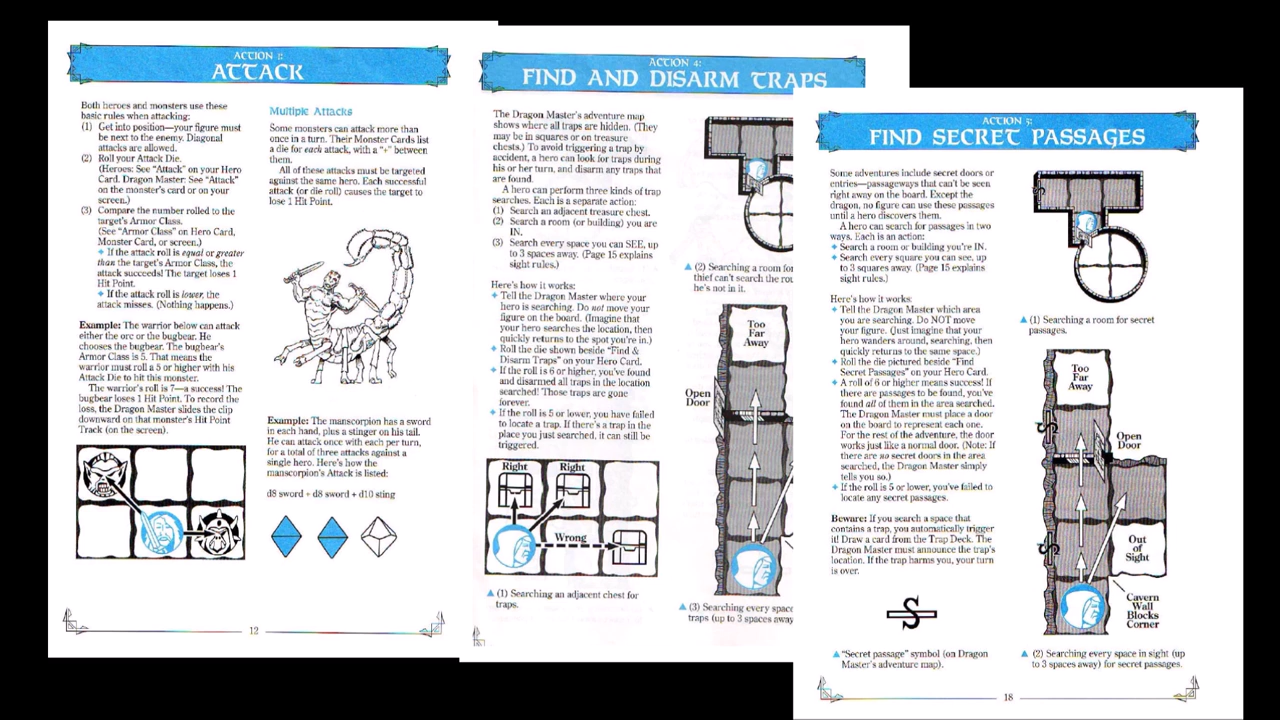 ACTION 1:
ATTACK
Both heroes and monsters use these
basic rules when attacking:
(1) Get into position—your figure must
be next to the enemy. Diagonal
attacks are allowed.
(2) Roll your Attack Die.
(Heroes: See "Attack" on your Hero
Card. Dragon Master: See "Attack"
on the monster's card or on your
screen.)
(3) Compare the number rolled to the
target's Armor Class.
(See "Armor Class" on Hero Card,
Monster Card, or screen.)
✦ If the attack roll is equal or greater
than the target's Armor Class, the
attack succeeds! The target loses 1
Hit Point.
✦ If the attack roll is lower, the
attack misses. (Nothing happens.)
Example: The warrior below can attack
either the orc or the bugbear. He
chooses the bugbear. The bugbear's
Armor Class is 5. That means the
warrior must roll a 5 or higher with his
Attack Die to hit this monster.
The warrior's roll is 7—a success! The
bugbear loses 1 Hit Point. To record the
loss, the Dragon Master slides the clip
downward on that monster's Hit Point
Track (on the screen).
Multiple Attacks
Some monsters can attack more than
once in a turn. Their Monster Cards list
a die for each attack, with a "+" between
them.
All of these attacks must be targeted
against the same hero. Each successful
attack (or die roll) causes the target to
lose 1 Hit Point.
Example: The manscorpion has a sword
in each hand, plus a stinger on his tail.
He can attack once with each per turn,
for a total of three attacks against a
single hero. Here's how the
manscorpion's Attack is listed:
d8 sword + d8 sword + d10 sting
12
ACTION 4:
FIND AND DISARM TRAPS
The Dragon Master's adventure map
shows where all traps are hidden. (They
may be in squares or on treasure
chests.) To avoid triggering a trap by
accident, a hero can look for traps during
his or her turn, and disarm any traps that
are found.
A hero can perform three kinds of trap
searches. Each is a separate action:
(1) Search an adjacent treasure chest.
(2) Search a room (or building) you are
IN.
(3) Search every space you can SEE, up
to 3 spaces away. (Page 15 explains
sight rules.)
Here's how it works:
✦ Tell the Dragon Master where your
hero is searching. Do not move your
figure on the board. (Imagine that
your hero searches the location, then
quickly returns to the spot you're in.)
✦ Roll the die shown beside "Find &
Disarm Traps" on your Hero Card.
✦ If the roll is 6 or higher, you've found
and disarmed all traps in the location
searched! Those traps are gone
forever.
✦ If the roll is 5 or lower, you have failed
to locate a trap. If there's a trap in the
place you just searched, it can still be
triggered.
Right
Right
Wrong
▲ (1) Searching an adjacent chest for
traps.
▲ (2) Searching a room for
thief can't search the
he's not in it.
Too
Far
Away
Open
Door
▲ (3) Searching every space
traps (up to 3 spaces away
ACTION 5:
FIND SECRET PASSAGES
Some adventures include secret doors or
entries—passageways that can't be seen
right away on the board. Except the
dragon, no figure can use these passages
until a hero discovers them.
A hero can search for passages in two
ways. Each is an action:
✦ Search a room or building you're IN.
✦ Search every square you can see, up
to 3 squares away. (Page 15 explains
sight rules.)
Here's how it works:
✦ Tell the Dragon Master which area
you are searching. Do NOT move
your figure. (Just imagine that your
hero wanders around, searching, then
quickly returns to the same space.)
✦ Roll the die pictured beside "Find
Secret Passages" on your Hero Card.
✦ A roll of 6 or higher means success! If
there are passages to be found, you've
found all of them in the area searched.
The Dragon Master must place a door
on the board to represent each one.
For the rest of the adventure, the door
works just like a normal door. (Note: If
there are no secret doors in the area
searched, the Dragon Master simply
tells you so.)
✦ If the roll is 5 or lower, you've failed to
locate any secret passages.
Beware: If you search a space that
contains a trap, you automatically trigger
it! Draw a card from the Trap Deck. The
Dragon Master must announce the trap's
location. If the trap harms you, your turn
is over.
S
▲ "Secret passage" symbol (on Dragon
Master's adventure map).
▲ (1) Searching a room for secret
passages.
Too
Far
Away
Open
Door
Out
of
Sight
Cavern
Wall
Blocks
Corner
▲ (2) Searching every space in sight (up
to 3 spaces away) for secret passages.
18